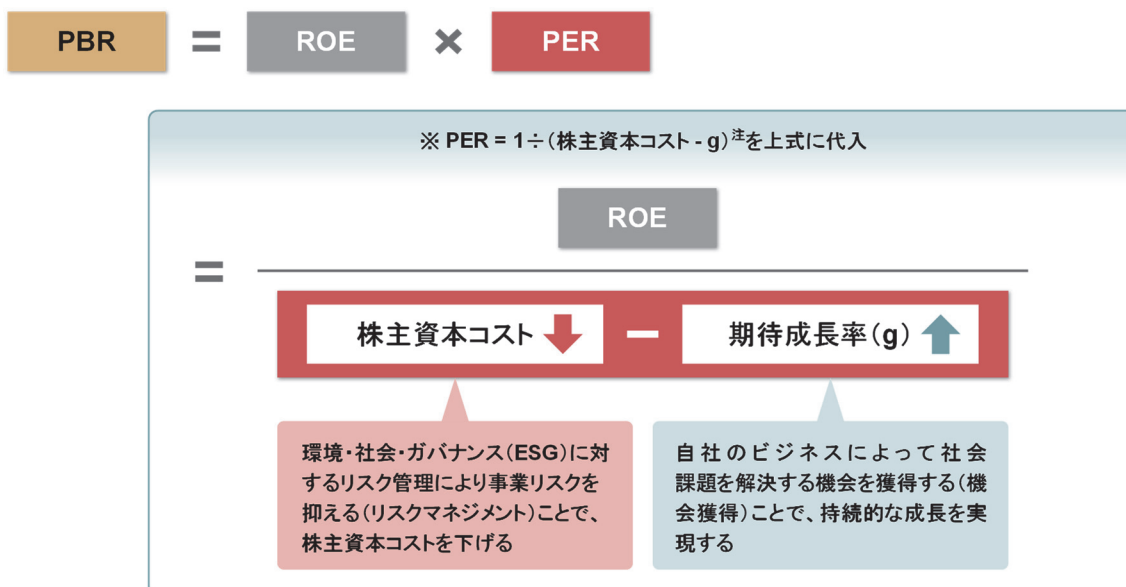 PBR = ROE × PER
※ PER = 1÷(株主資本コスト - g)注を上式に代入
ROE
=
株主資本コスト − 期待成長率(g)
環境・社会・ガバナンス(ESG)に対
するリスク管理により事業リスクを
抑える(リスクマネジメント)ことで、
株主資本コストを下げる
自社のビジネスによって社会
課題を解決する機会を獲得する(機
会獲得)ことで、持続的な成長を実
現する